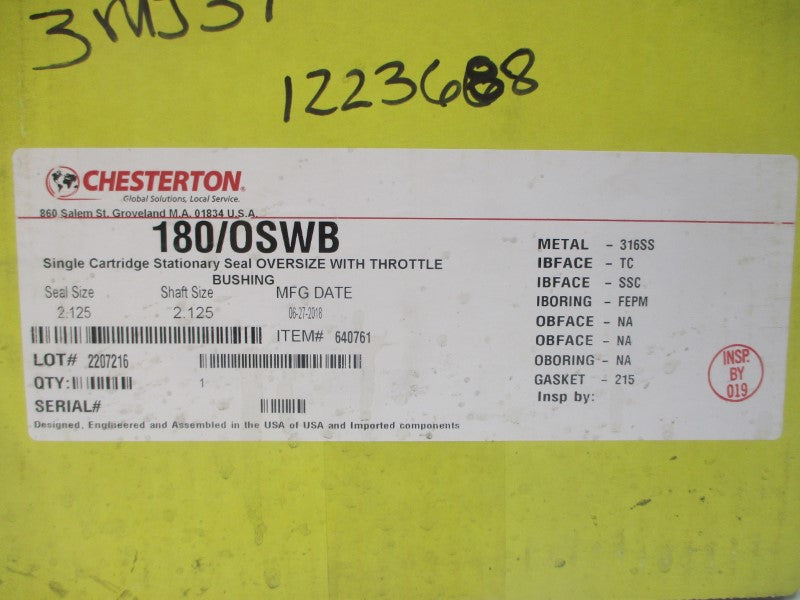 3MJ37
122368 8
CHESTERTON®
Global Solutions, Local Service.
860 Salem St. Groveland M.A. 01834 U.S.A.
180/OSWB
Single Cartridge Stationary Seal OVERSIZE WITH THROTTLE
BUSHING
Seal Size Shaft Size MFG DATE
2.125 2.125 06-27-2018
ITEM# 640761
LOT# 2207216
QTY: 1
SERIAL#
Designed, Engineered and Assembled in the USA of USA and Imported components
METAL - 316SS
IBFACE - TC
IBFACE - SSC
IBORING - FEPM
OBFACE - NA
OBFACE - NA
OBORING - NA
GASKET - 215
Insp by:
INSP.
BY
019